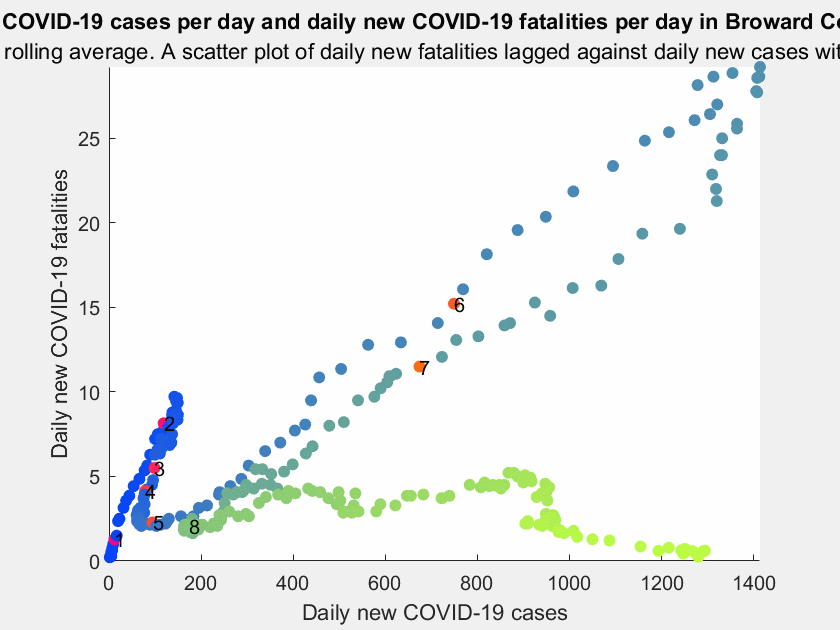 COVID-19 cases per day and daily new COVID-19 fatalities per day in Broward
rolling average. A scatter plot of daily new fatalities lagged against daily new cases
Daily new COVID-19 fatalities
25
20
15
10
5
0
6
7
2
3
4
5
8
1
0 200 400 600 800 1000 1200 1400
Daily new COVID-19 cases